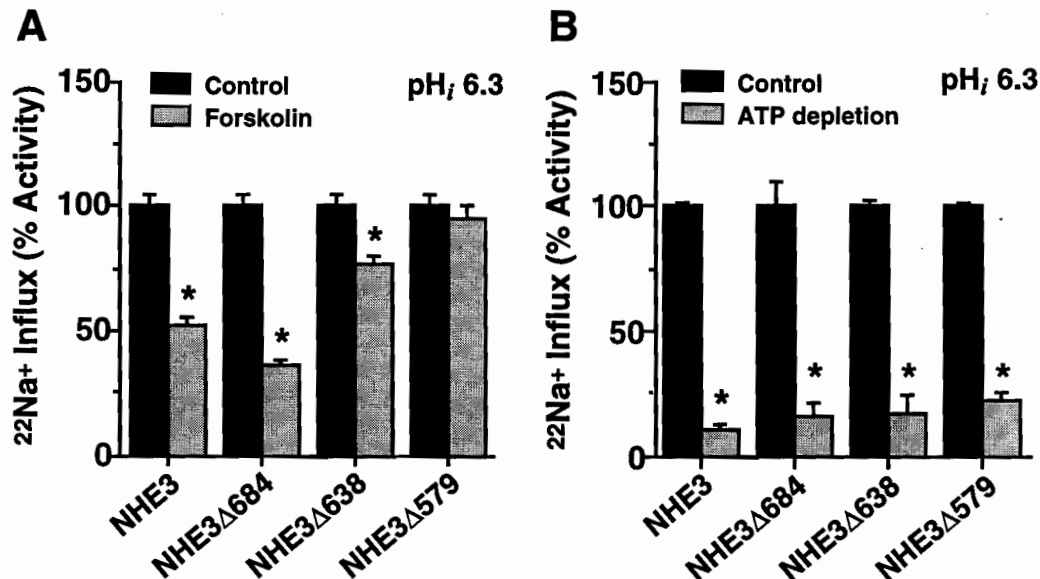 A
22Na+ Influx (% Activity)
150
100
50
0
Control
Forskolin
pHi 6.3
*
*
*
NHE3
NHE3Δ684
NHE3Δ638
NHE3Δ579
B
22Na+ Influx (% Activity)
150
100
50
0
Control
ATP depletion
pHi 6.3
*
*
*
*
NHE3
NHE3Δ684
NHE3Δ638
NHE3Δ579